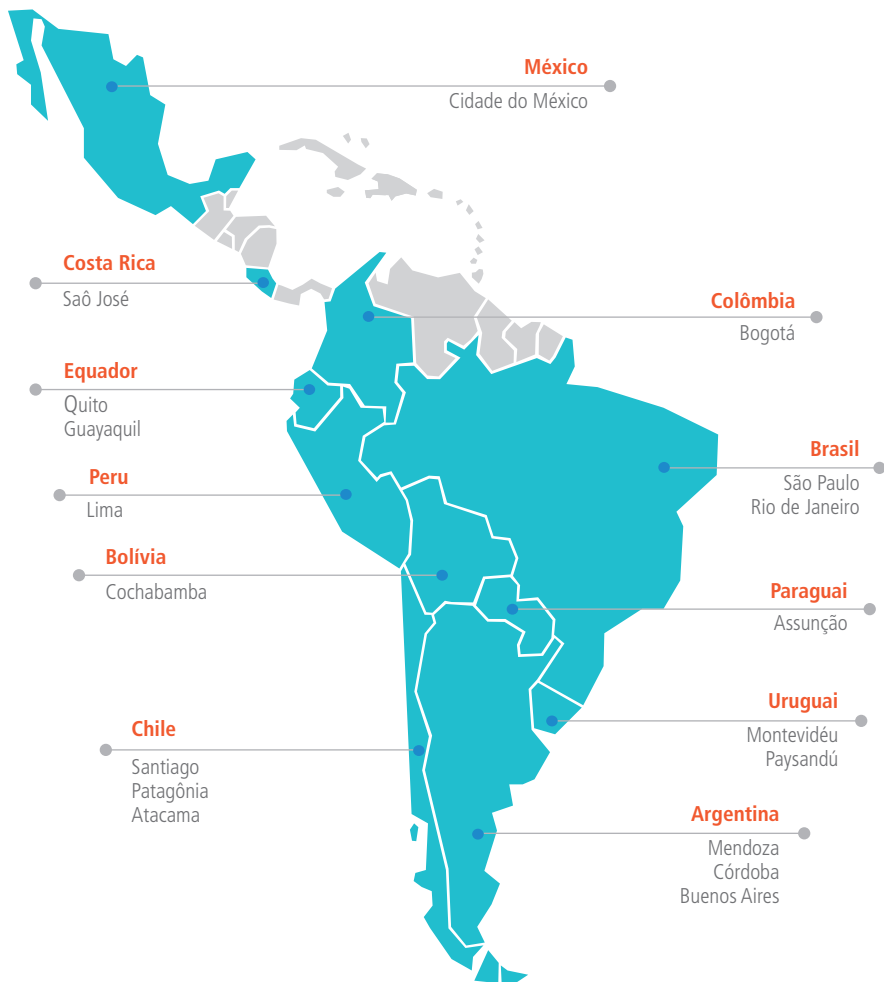 México
Cidade do México
Costa Rica
Saô José
Colômbia
Bogotá
Equador
Quito
Guayaquil
Brasil
São Paulo
Rio de Janeiro
Peru
Lima
Bolívia
Cochabamba
Paraguai
Assunção
Uruguai
Montevidéu
Paysandú
Chile
Santiago
Patagônia
Atacama
Argentina
Mendoza
Córdoba
Buenos Aires